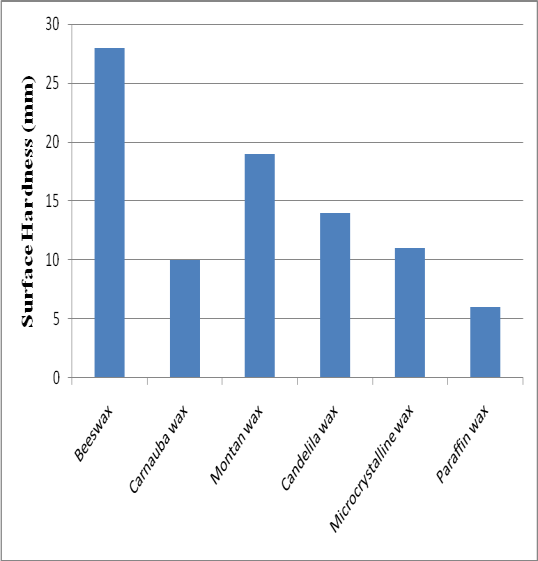 Surface Hardness (mm)
30
25
20
15
10
5
0
Beeswax
Carnauba wax
Montan wax
Candelila wax
Microcrystalline wax
Paraffin wax